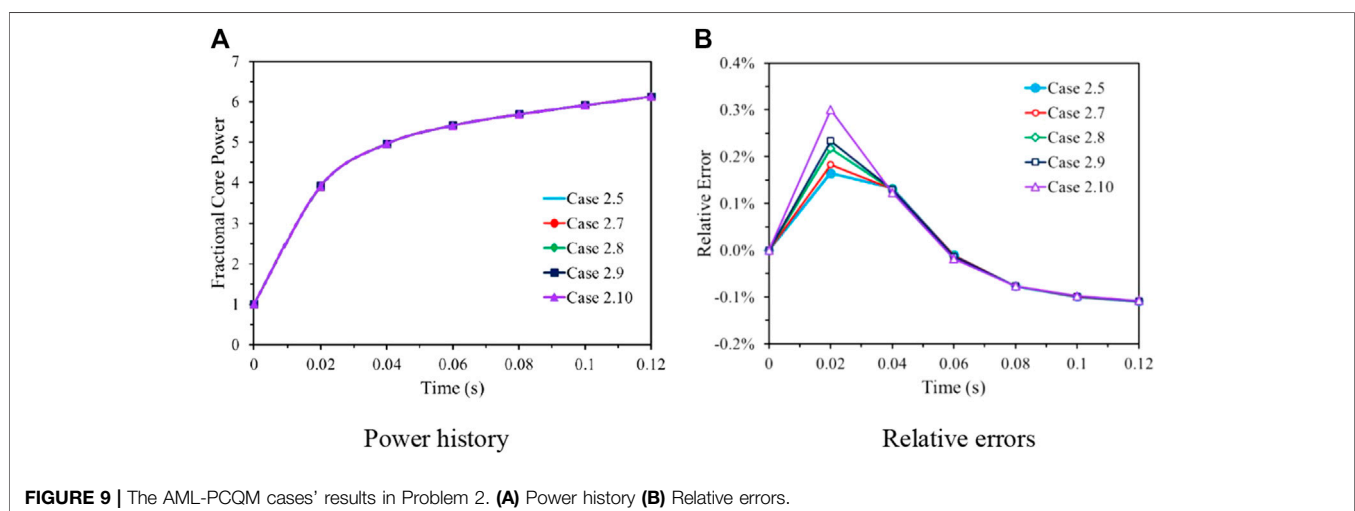 A
7
6
5
4
3
2
1
0
Fractional Core Power
0
0.02
0.04
0.06
0.08
0.1
0.12
Time (s)
Case 2.5
Case 2.7
Case 2.8
Case 2.9
Case 2.10
Power history
B
0.4%
0.3%
0.2%
0.1%
0.0%
-0.1%
-0.2%
Relative Error
0
0.02
0.04
0.06
0.08
0.1
0.12
Time (s)
Case 2.5
Case 2.7
Case 2.8
Case 2.9
Case 2.10
Relative errors
FIGURE 9 | The AML-PCQM cases’ results in Problem 2. (A) Power history (B) Relative errors.